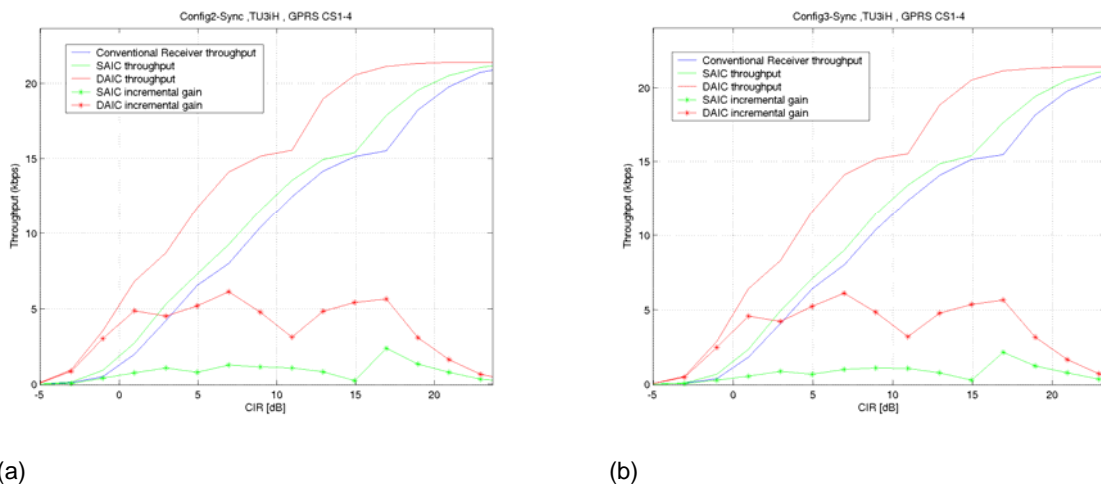 Config2-Sync ,TU3iH , GPRS CS1-4
Throughput (kbps)
20
15
10
5
0
Conventional Receiver throughput
SAIC throughput
DAIC throughput
SAIC incremental gain
DAIC incremental gain
-5
0
5
10
15
20
CIR [dB]
(a)
Config3-Sync ,TU3iH , GPRS CS1-4
Throughput (kbps)
20
15
10
5
0
Conventional Receiver throughput
SAIC throughput
DAIC throughput
SAIC incremental gain
DAIC incremental gain
-5
0
5
10
15
20
CIR [dB]
(b)